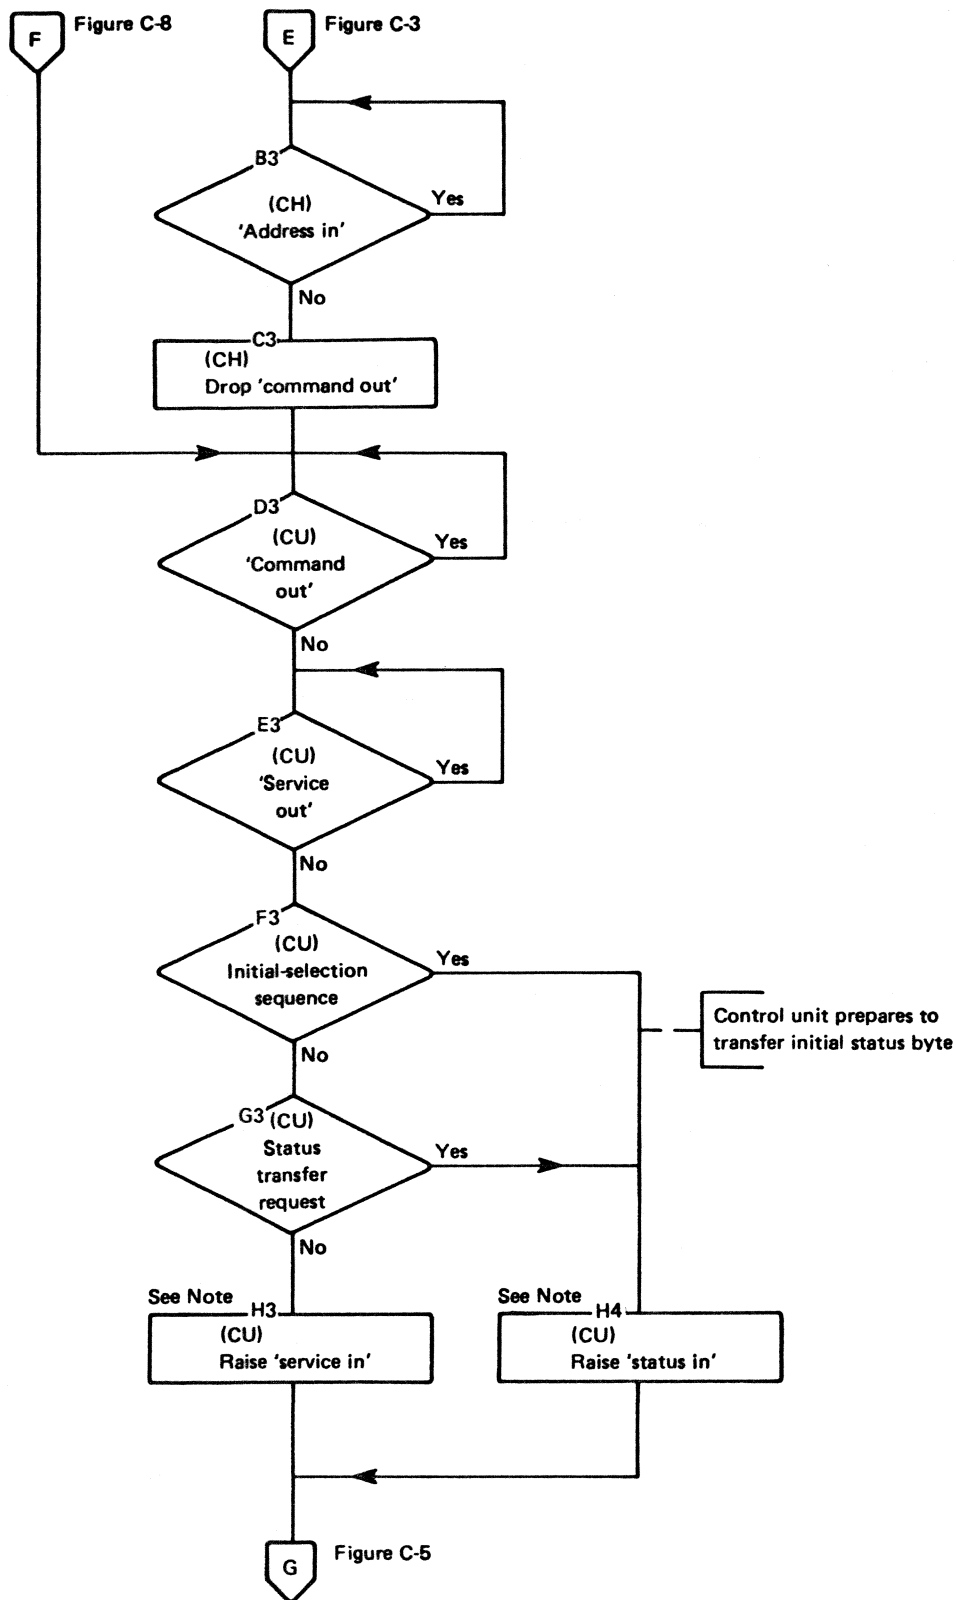 F
Figure C-8
E
Figure C-3
B3
(CH)
'Address in'
Yes
No
C3
(CH)
Drop 'command out'
D3
(CU)
'Command
out'
Yes
No
E3
(CU)
'Service
out'
Yes
No
F3
(CU)
Initial-selection
sequence
Yes
Control unit prepares to
transfer initial status byte
No
G3
(CU)
Status
transfer
request
Yes
No
See Note
H3
(CU)
Raise 'service in'
See Note
H4
(CU)
Raise 'status in'
G
Figure C-5